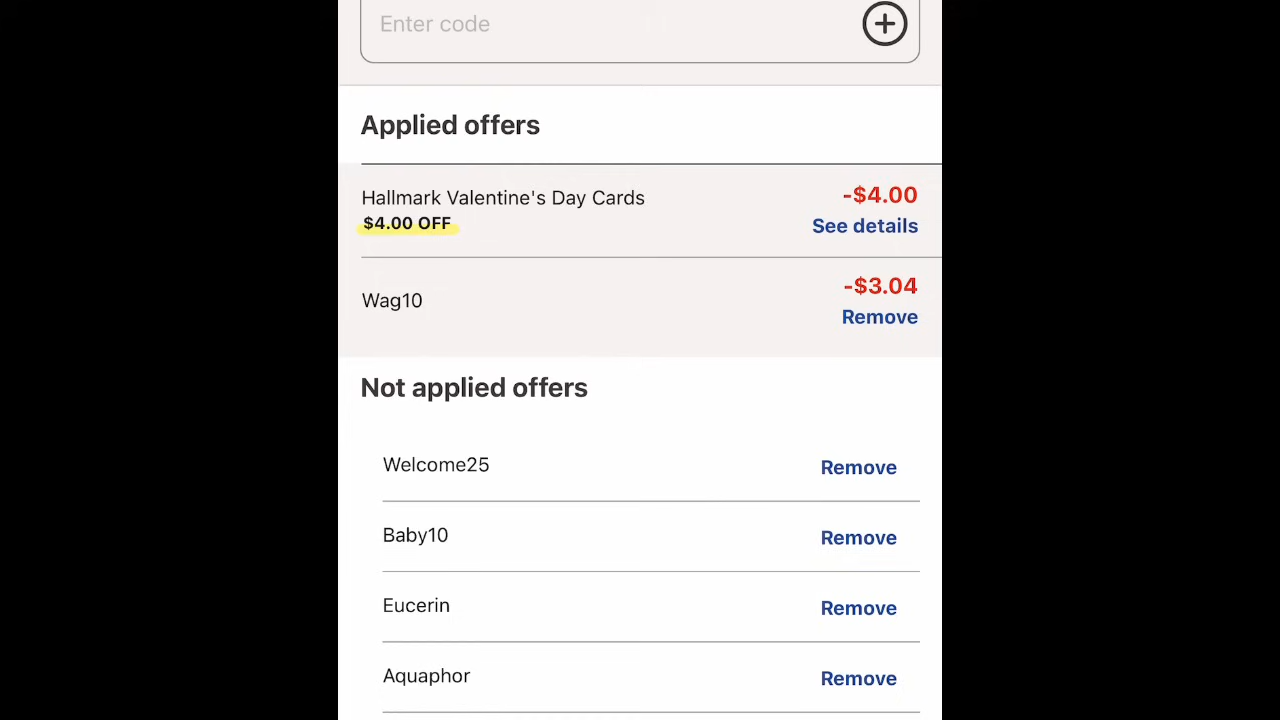 Enter code
Applied offers
Hallmark Valentine's Day Cards
-$4.00
$4.00 OFF
See details
Wag10
-$3.04
Remove
Not applied offers
Welcome25
Remove
Baby10
Remove
Eucerin
Remove
Aquaphor
Remove